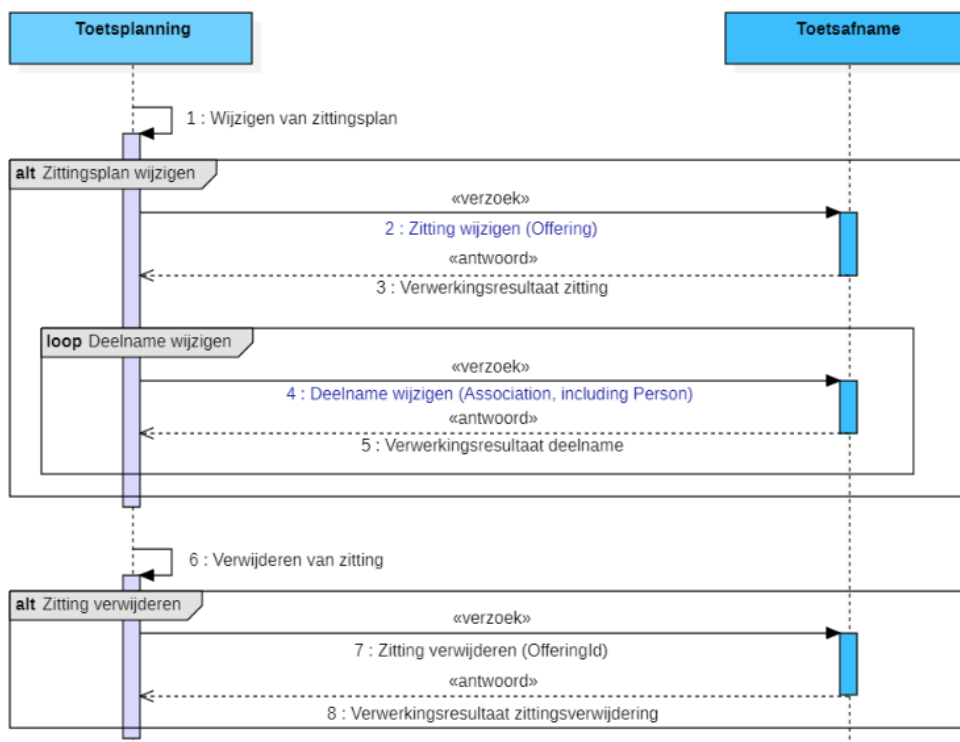 Toetsplanning
Toetsafname
1 : Wijzigen van zittingsplan
alt Zittingsplan wijzigen
«verzoek»
2 : Zitting wijzigen (Offering)
«antwoord»
3 : Verwerkingsresultaat zitting
loop Deelname wijzigen
«verzoek»
4 : Deelname wijzigen (Association, including Person)
«antwoord»
5 : Verwerkingsresultaat deelname
6 : Verwijderen van zitting
alt Zitting verwijderen
«verzoek»
7 : Zitting verwijderen (OfferingId)
«antwoord»
8 : Verwerkingsresultaat zittingsverwijdering